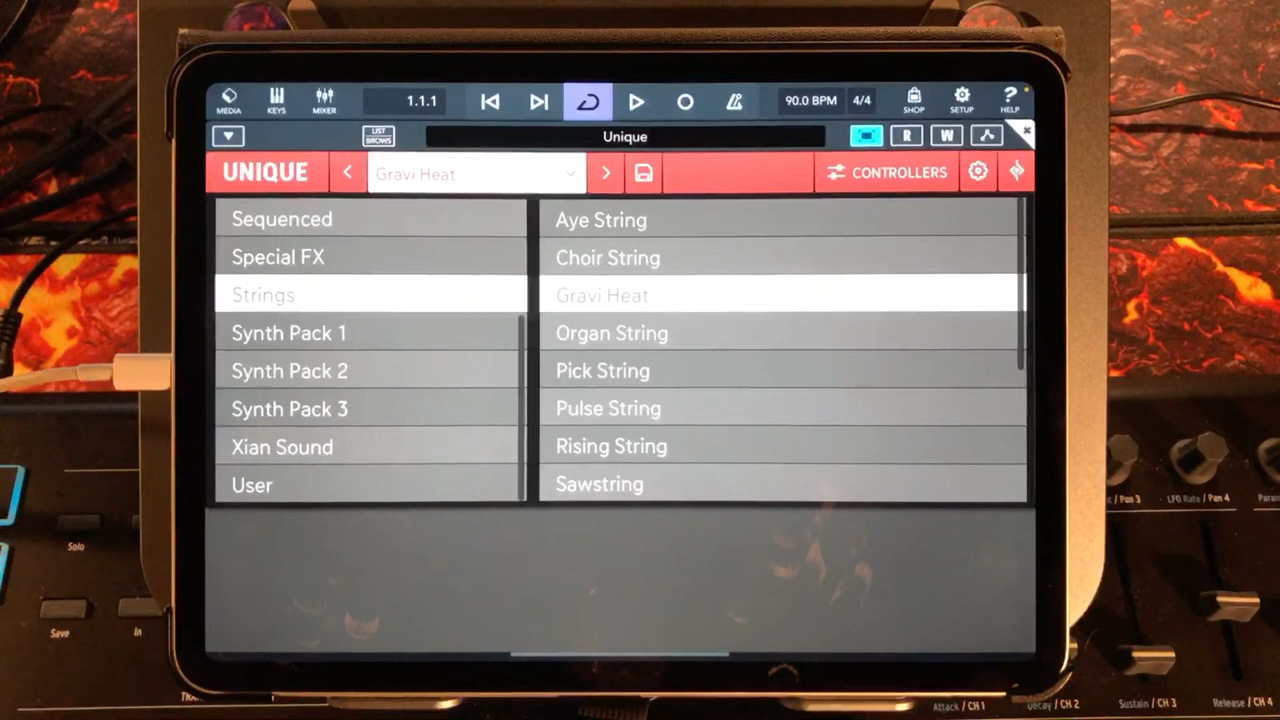 MEDIA KEYS MIXER 1.1.1 90.0 BPM 4/4 SHOP SETUP HELP
LIST BROWS Unique R W
UNIQUE Gravi Heat CONTROLLERS
Sequenced Aye String
Special FX Choir String
Strings Gravi Heat
Synth Pack 1 Organ String
Synth Pack 2 Pick String
Synth Pack 3 Pulse String
Xian Sound Rising String
User Sawstring
/ Pan 3 LFO Rate / Pan 4
Solo
Save In
Attack / CH 1 Decay / CH 2 Sustain / CH 3 Release / CH 4